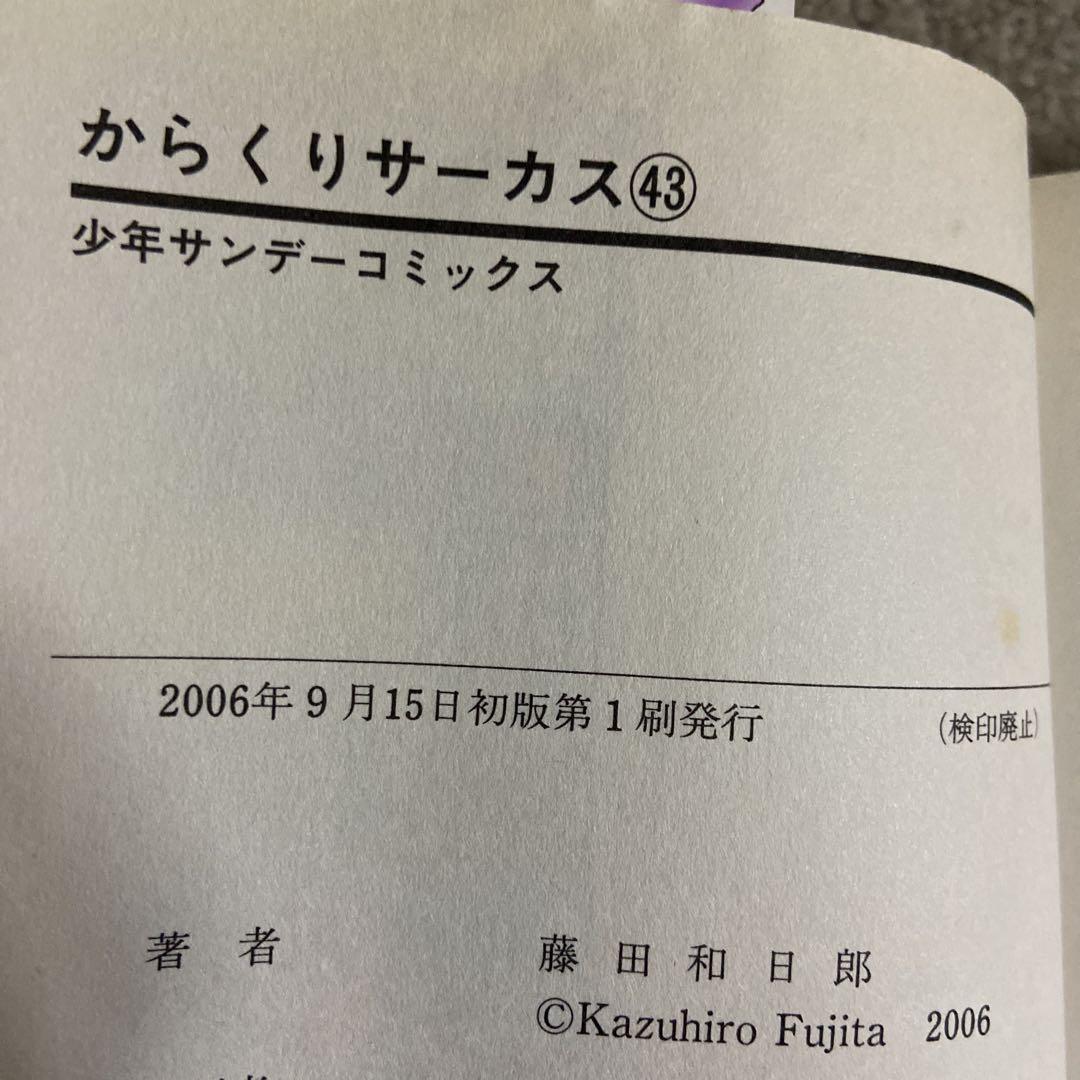 からくりサーカス㊸
少年サンデーコミックス
2006年9月15日初版第1刷発行
(検印廃止)
著 者
藤 田 和 日 郎
©Kazuhiro Fujita 2006